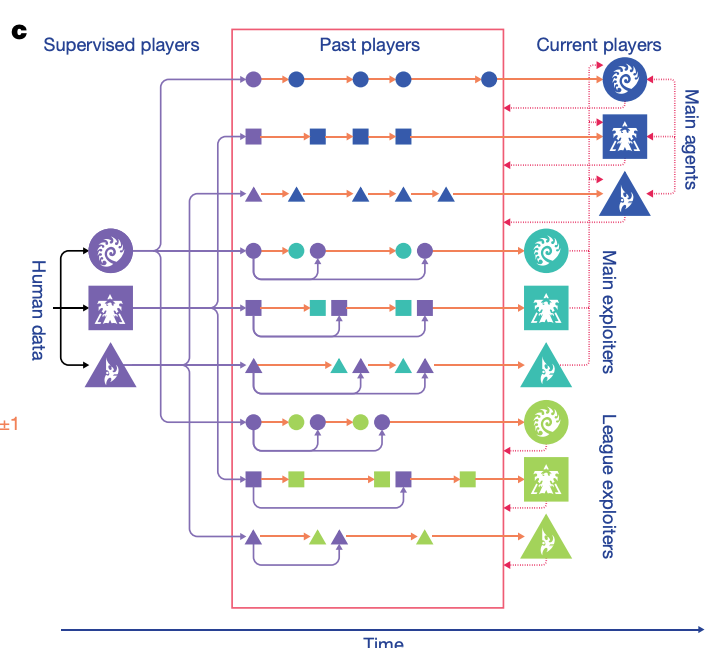 c
Supervised players
Past players
Current players
Main agents
Human data
Main exploiters
±1
League exploiters
Time